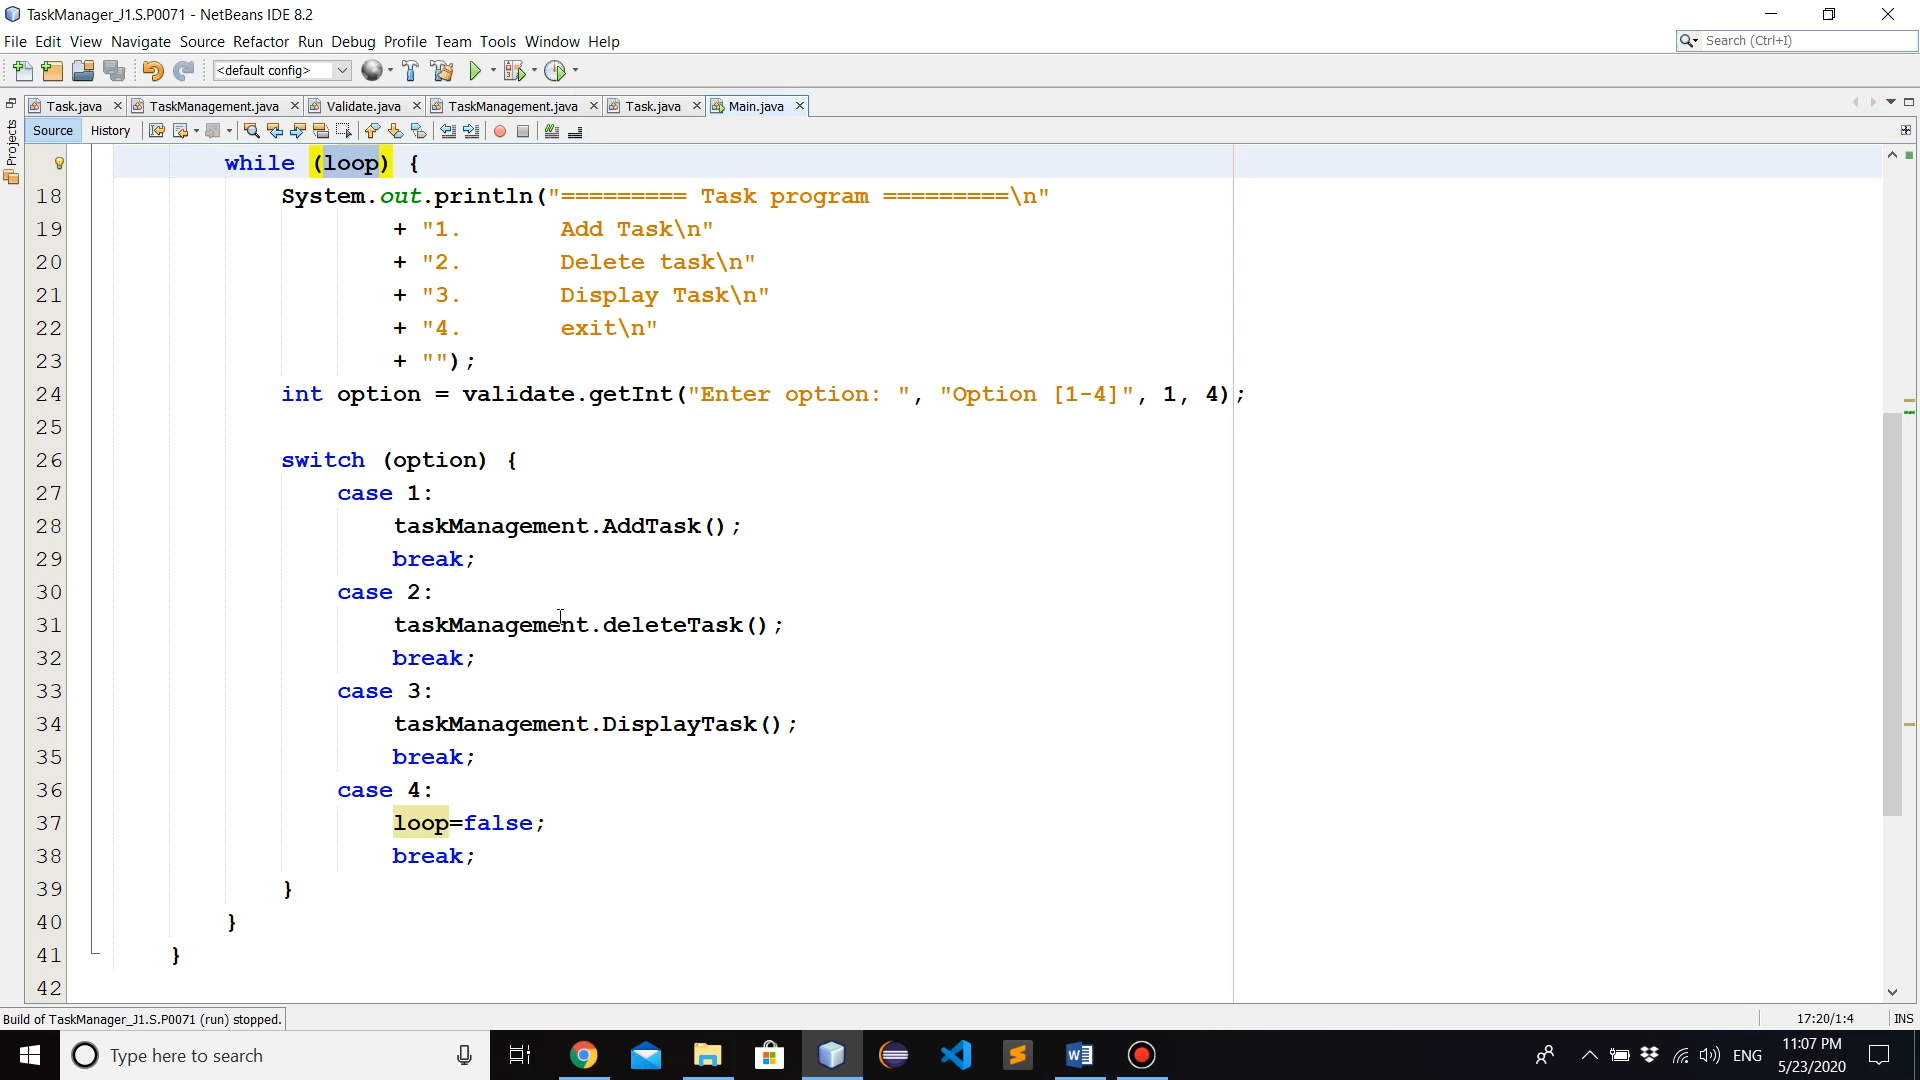 TaskManager_J1.S.P0071 - NetBeans IDE 8.2
File Edit View Navigate Source Refactor Run Debug Profile Team Tools Window Help
Search (Ctrl+I)
<default config>
Task.java TaskManagement.java Validate.java TaskManagement.java Task.java Main.java
Source History
Projects
while (loop) {
18 System.out.println("========= Task program =========\n"
19 + "1. Add Task\n"
20 + "2. Delete task\n"
21 + "3. Display Task\n"
22 + "4. exit\n"
23 + "");
24 int option = validate.getInt("Enter option: ", "Option [1-4]", 1, 4);
25
26 switch (option) {
27 case 1:
28 taskManagement.AddTask();
29 break;
30 case 2:
31 taskManagement.deleteTask();
32 break;
33 case 3:
34 taskManagement.DisplayTask();
35 break;
36 case 4:
37 loop=false;
38 break;
39 }
40 }
41 }
42
Build of TaskManager_J1.S.P0071 (run) stopped.
17:20/1:4 INS
Type here to search
ENG
11:07 PM
5/23/2020